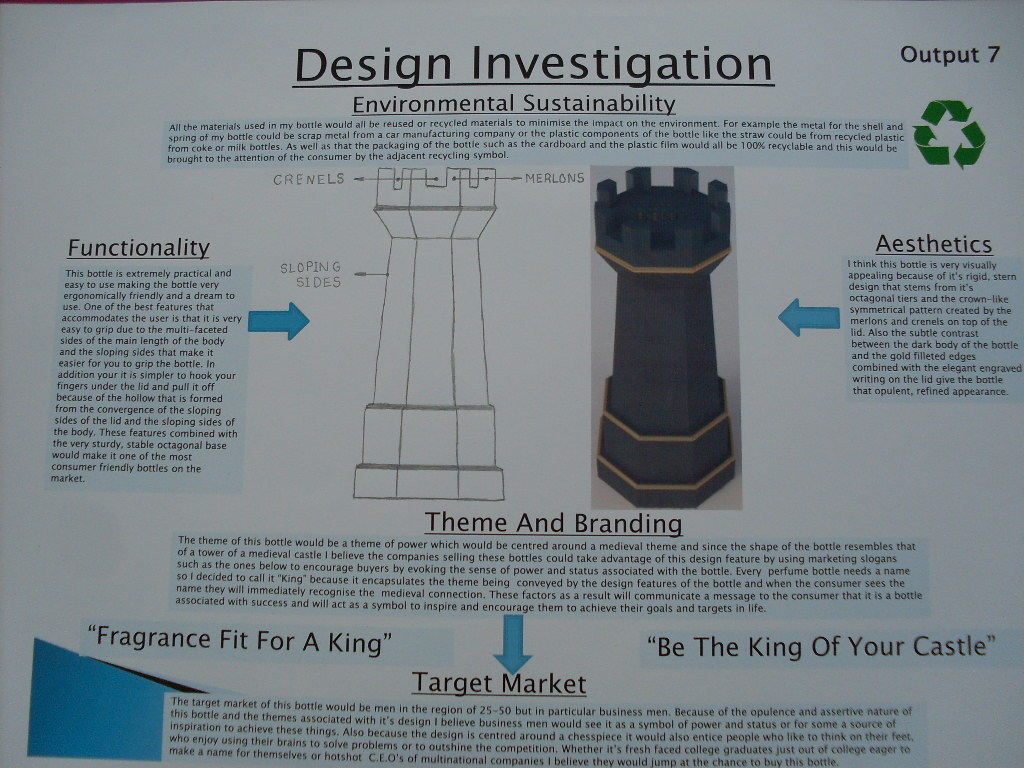 Design Investigation
Output 7
Environmental Sustainability
All the materials used in my bottle would all be reused or recycled materials to minimise the impact on the environment. For example the metal for the shell and
spring of my bottle could be scrap metal from a car manufacturing company or the plastic components of the bottle like the straw could be from recycled plastic
from coke or milk bottles. As well as that the packaging of the bottle such as the cardboard and the plastic film would all be 100% recyclable and this would be
brought to the attention of the consumer by the adjacent recycling symbol.
CRENELS
MERLONS
SLOPING
SIDES
Functionality
This bottle is extremely practical and
easy to use making the bottle very
ergonomically friendly and a dream to
use. One of the best features that
accommodates the user is that it is very
easy to grip due to the multi-faceted
sides of the main length of the body
and the sloping sides that make it
easier for you to grip the bottle. In
addition your it is simpler to hook your
fingers under the lid and pull it off
because of the hollow that is formed
from the convergence of the sloping
sides of the lid and the sloping sides of
the body. These features combined with
the very sturdy, stable octagonal base
would make it one of the most
consumer friendly bottles on the
market.
Aesthetics
I think this bottle is very visually
appealing because of it's rigid, stern
design that stems from it's
octagonal tiers and the crown-like
symmetrical pattern created by the
merlons and crenels on top of the
lid. Also the subtle contrast
between the dark body of the bottle
and the gold filleted edges
combined with the elegant engraved
writing on the lid give the bottle
that opulent, refined appearance.
Theme And Branding
The theme of this bottle would be a theme of power which would be centred around a medieval theme and since the shape of the bottle resembles that
of a tower of a medieval castle I believe the companies selling these bottles could take advantage of this design feature by using marketing slogans
such as the ones below to encourage buyers by evoking the sense of power and status associated with the bottle. Every perfume bottle needs a name
so I decided to call it "King" because it encapsulates the theme being conveyed by the design features of the bottle and when the consumer sees the
name they will immediately recognise the medieval connection. These factors as a result will communicate a message to the consumer that it is a bottle
associated with success and will act as a symbol to inspire and encourage them to achieve their goals and targets in life.
"Fragrance Fit For A King"
"Be The King Of Your Castle"
Target Market
The target market of this bottle would be men in the region of 25-50 but in particular business men. Because of the opulence and assertive nature of
this bottle and the themes associated with it's design I believe business men would see it as a symbol of power and status or for some a source of
inspiration to achieve these things. Also because the design is centred around a chesspiece it would also entice people who like to think on their feet,
who enjoy using their brains to solve problems or to outshine the competition. Whether it's fresh faced college graduates just out of college eager to
make a name for themselves or hotshot C.E.O's of multinational companies I believe they would jump at the chance to buy this bottle.